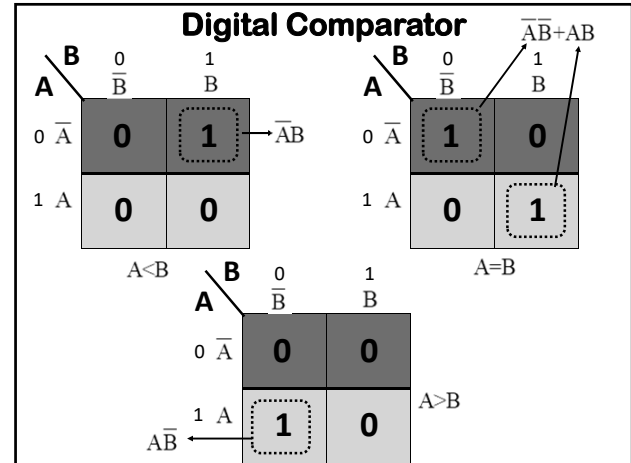 Digital Comparator
A̅B̅+AB
B 0 1
A B̅ B
0 A̅ 0 1 A̅B
1 A 0 0
A<B
B 0 1
A B̅ B
0 A̅ 1 0
1 A 0 1
A=B
B 0 1
A B̅ B
0 A̅ 0 0
A>B
1 A 1 0
AB̅